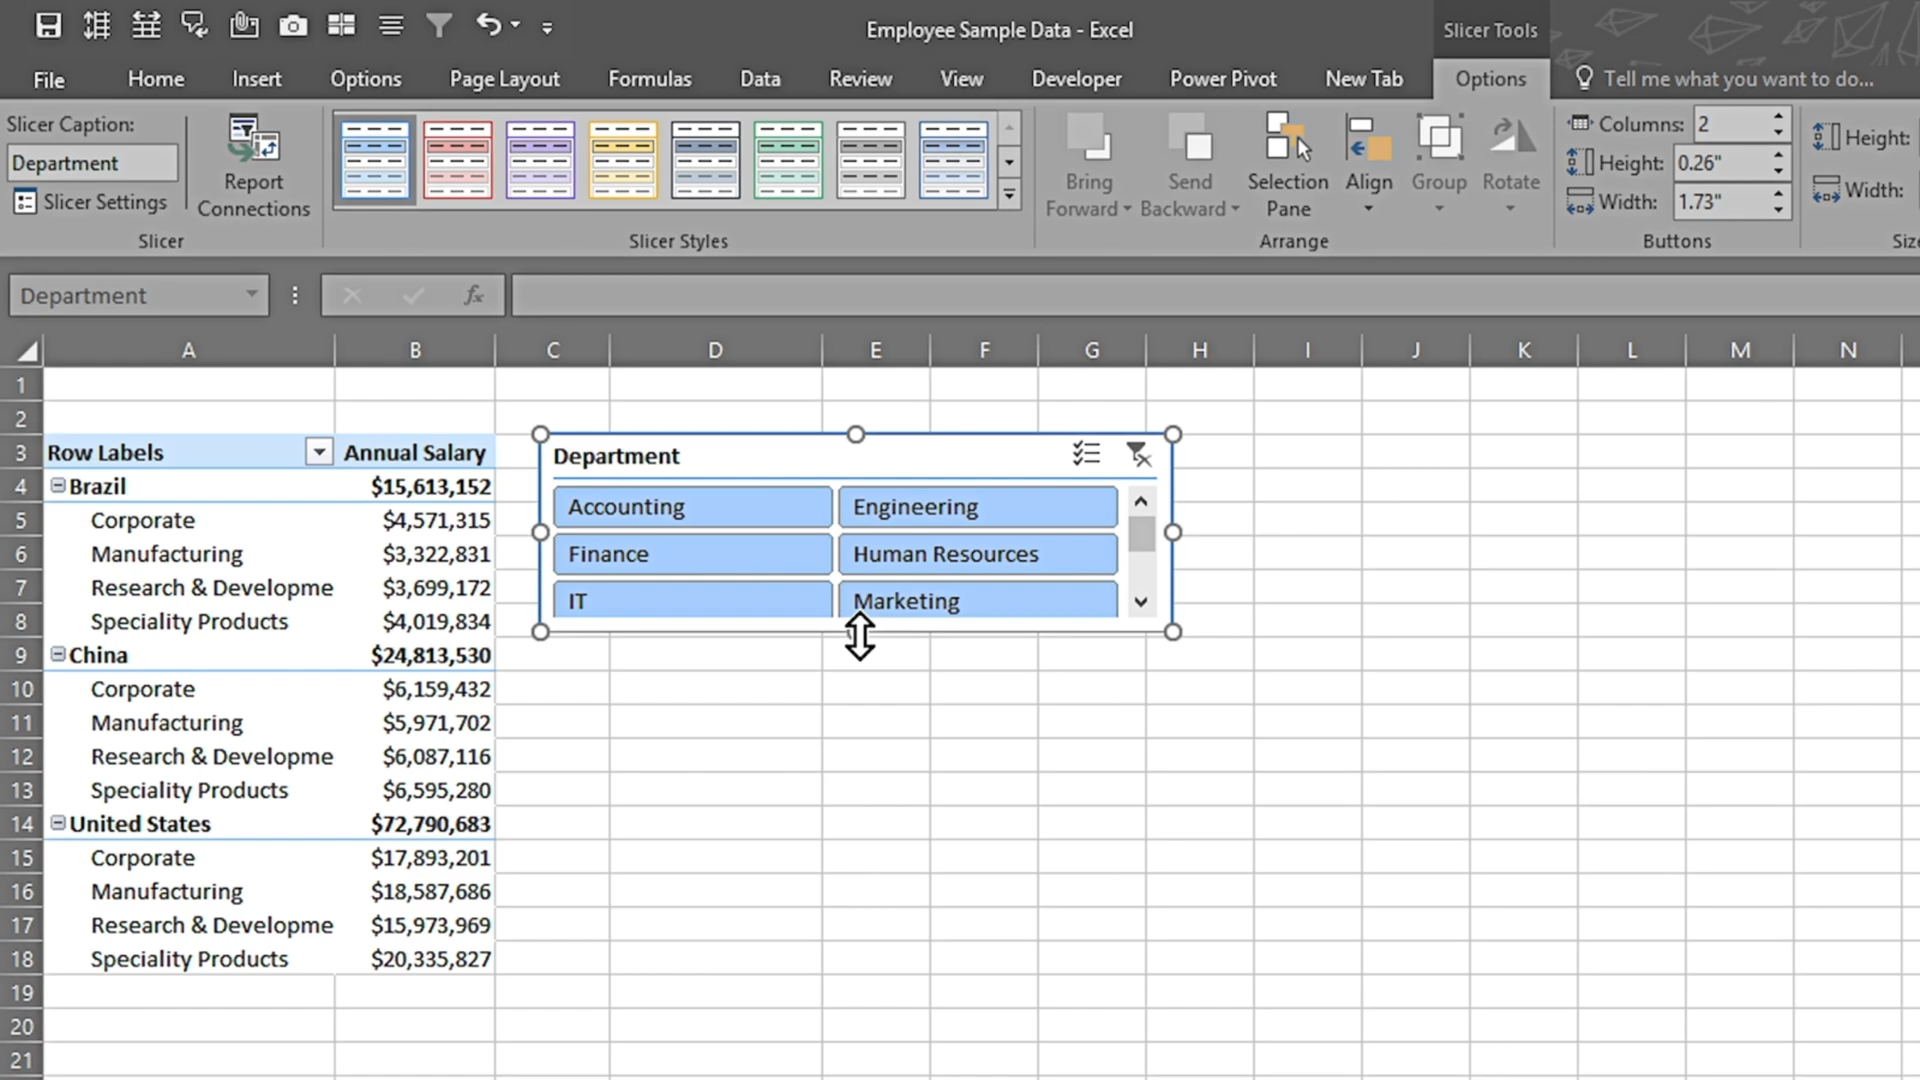 Employee Sample Data - Excel
Slicer Tools
File Home Insert Options Page Layout Formulas Data Review View Developer Power Pivot New Tab Options Tell me what you want to do...
Slicer Caption:
Department
Slicer Settings
Report
Connections
Slicer
Slicer Styles
Bring
Forward
Send
Backward
Selection
Pane
Align
Group
Rotate
Arrange
Columns: 2
Height: 0.26"
Width: 1.73"
Buttons
Height:
Width:
Department
fx
A B C D E F G H I J K L M N
1
2
3 Row Labels Annual Salary
4 Brazil $15,613,152
5 Corporate $4,571,315
6 Manufacturing $3,322,831
7 Research & Developme $3,699,172
8 Speciality Products $4,019,834
9 China $24,813,530
10 Corporate $6,159,432
11 Manufacturing $5,971,702
12 Research & Developme $6,087,116
13 Speciality Products $6,595,280
14 United States $72,790,683
15 Corporate $17,893,201
16 Manufacturing $18,587,686
17 Research & Developme $15,973,969
18 Speciality Products $20,335,827
19
20
21
Department
Accounting Engineering
Finance Human Resources
IT Marketing